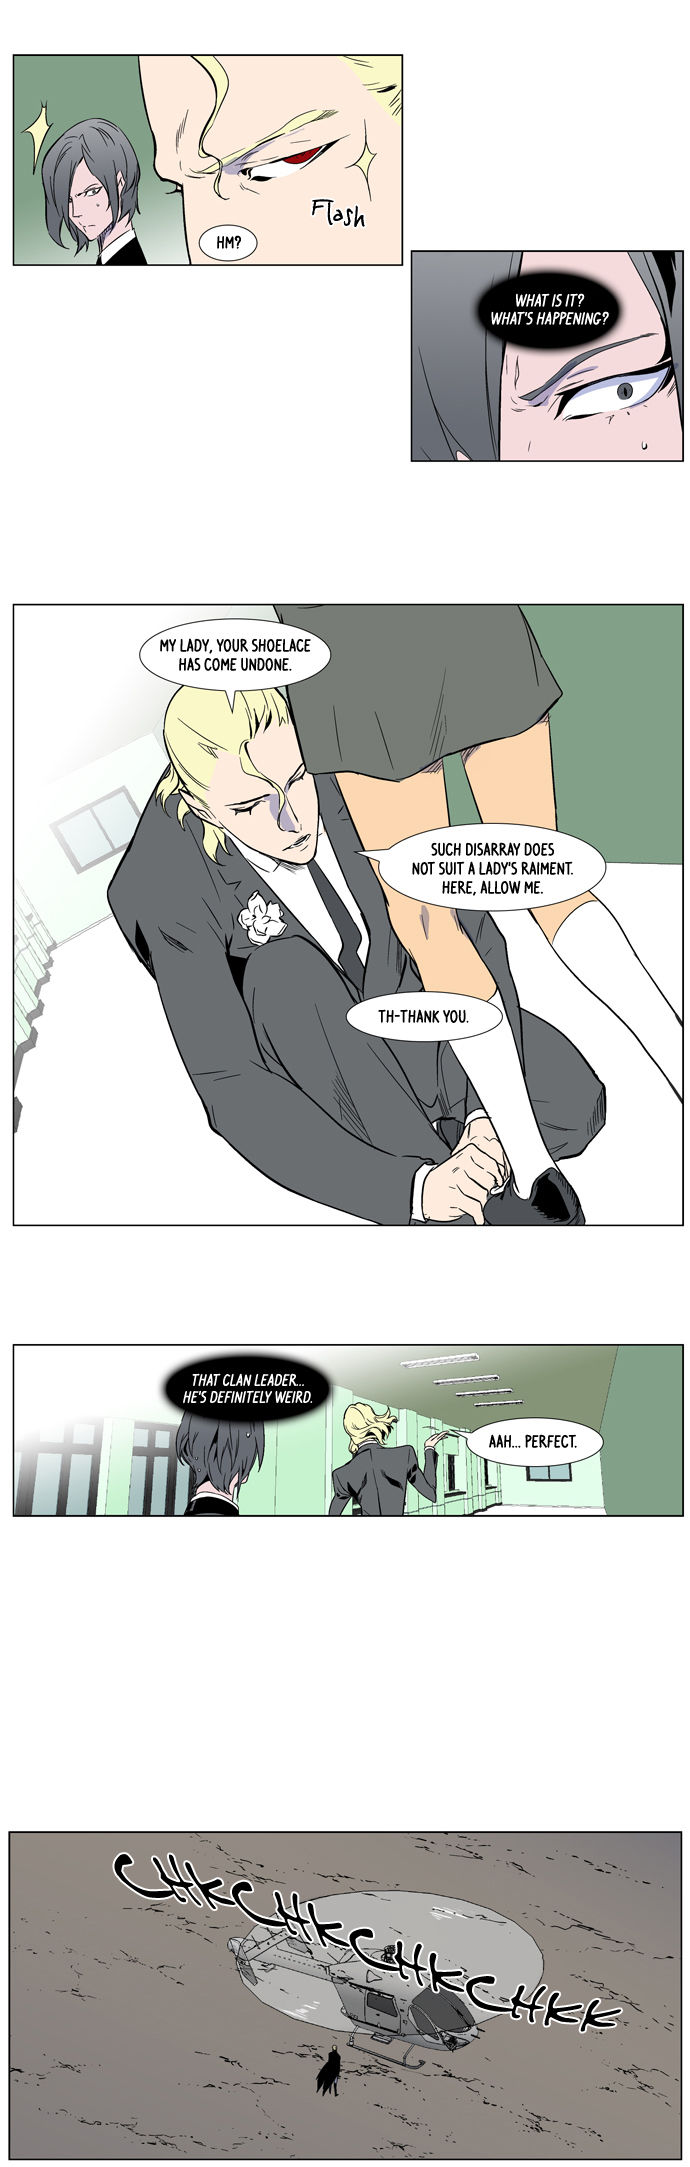 HM?
Flash
WHAT IS IT?
WHAT'S HAPPENING?
MY LADY, YOUR SHOELACE
HAS COME UNDONE.
SUCH DISARRAY DOES
NOT SUIT A LADY'S RAIMENT.
HERE, ALLOW ME.
TH-THANK YOU.
THAT CLAN LEADER...
HE'S DEFINITELY WEIRD.
AAH... PERFECT.
CHKCHKCHKCHKK